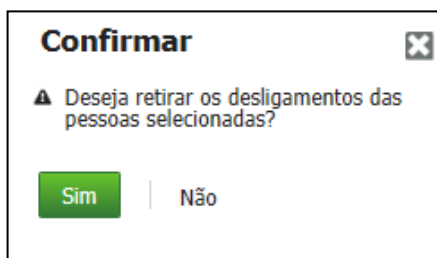 Confirmar
Deseja retirar os desligamentos das
pessoas selecionadas?
Sim
Não